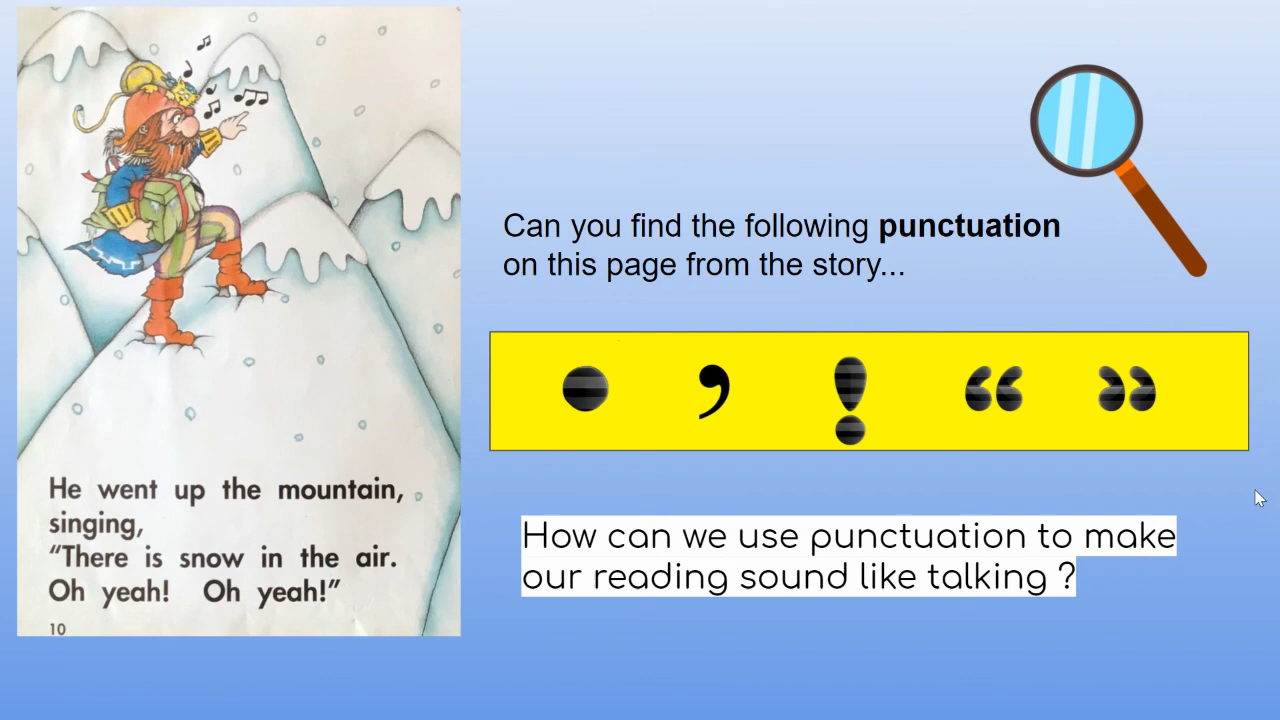 He went up the mountain,
singing,
“There is snow in the air.
Oh yeah! Oh yeah!”
10
Can you find the following punctuation
on this page from the story...
. , ! “ ”
How can we use punctuation to make
our reading sound like talking ?